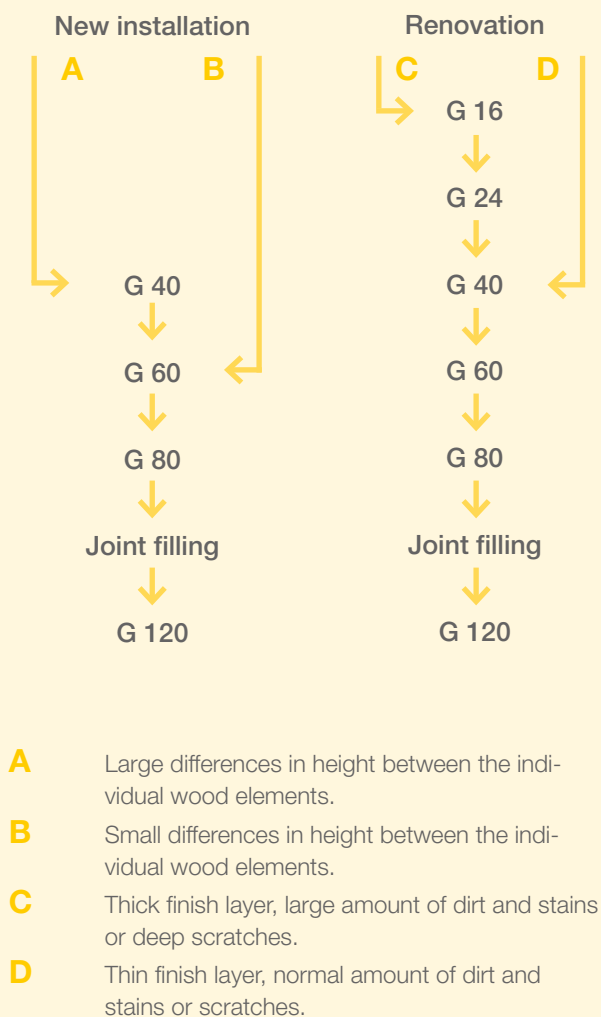 New installation
Renovation
A
B
C
D
G 16
G 24
G 40
G 40
G 60
G 60
G 80
G 80
Joint filling
Joint filling
G 120
G 120
A Large differences in height between the indi-
vidual wood elements.
B Small differences in height between the indi-
vidual wood elements.
C Thick finish layer, large amount of dirt and stains
or deep scratches.
D Thin finish layer, normal amount of dirt and
stains or scratches.